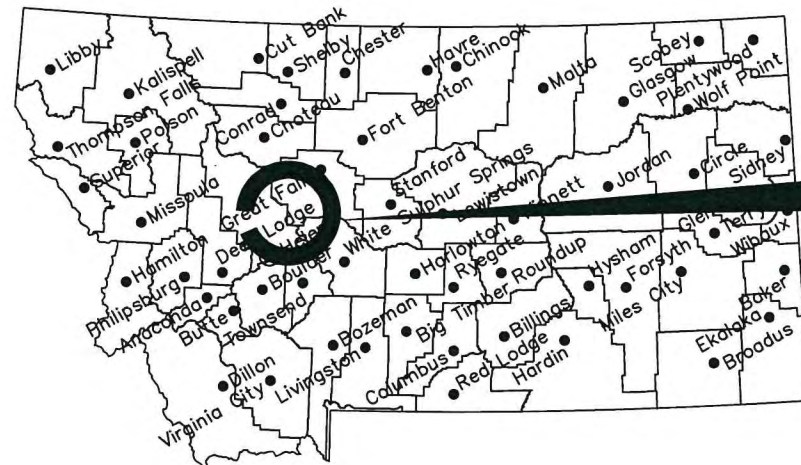 Libby
Cut Bank
Shelby
Chester
Havre
Chinook
Scobey
Plentywood
Kalispell
Malta
Glasgow
Wolf Point
Thompson Falls
Polson
Conrad
Choteau
Fort Benton
Superior
Great Falls
Stanford
Jordan
Circle
Sidney
Missoula
Deer Lodge
White Sulphur Springs
Lewistown
Terry
Wibaux
Hamilton
Philipsburg
Boulder
Harlowton
Ryegate
Roundup
Hysham
Forsyth
Miles City
Anaconda
Butte
Townsend
Baker
Ekalaka
Bozeman
Big Timber
Billings
Broadus
Livingston
Columbus
Red Lodge
Hardin
Dillon
Virginia City